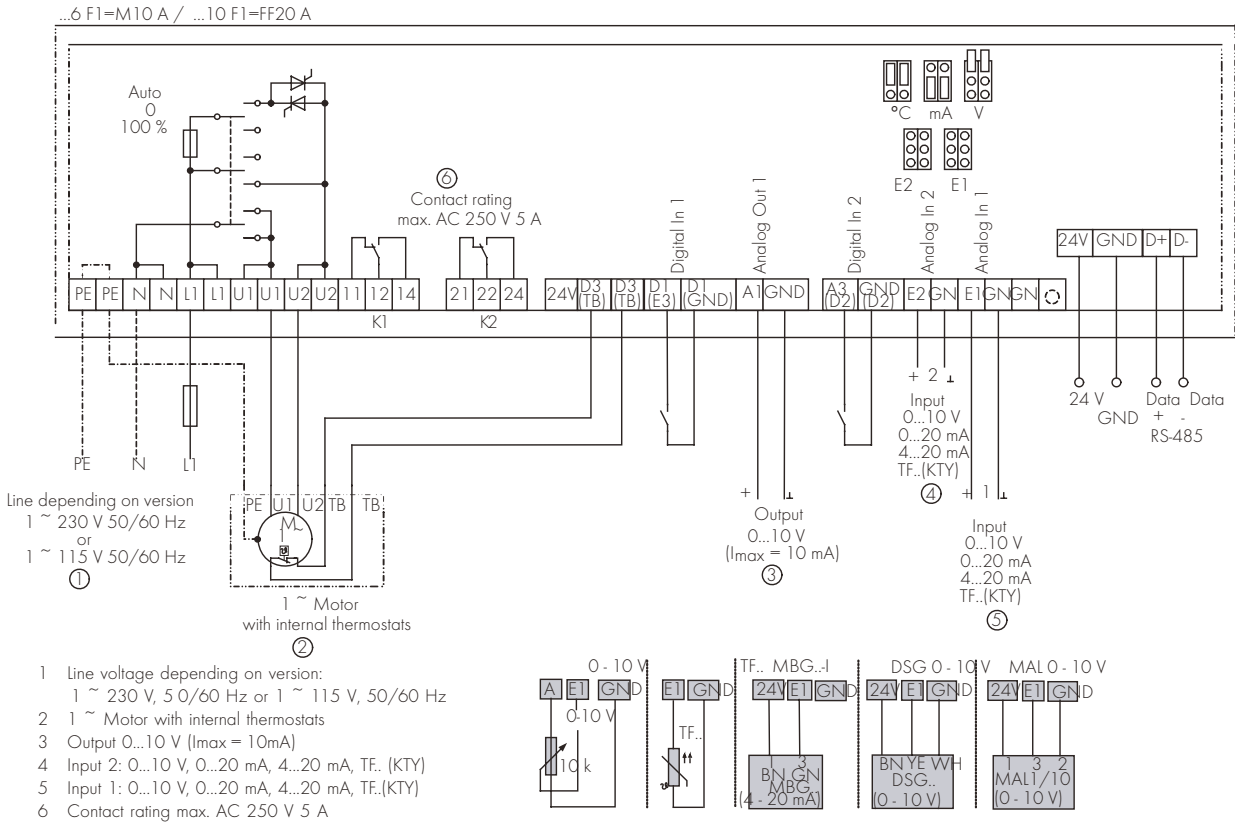 ...6 F1=M10 A / ...10 F1=FF20 A
Auto
0
100 %
6
Contact rating
max. AC 250 V 5 A
°C mA V
E2 E1
Digital In 1
Analog Out 1
Digital In 2
Analog In 2
Analog In 1
PE PE N N L1 L1 U1 U1 U2 U2 11 12 14
K1
21 22 24
K2
24V D3 (TB) D3 (TB) D1 (E3) D1 (GND)
A1 GND
A3 (D2) GND (D2) E2 GN E1 GN GN
24V GND D+ D-
24 V
GND
Data +
Data -
RS-485
+ 2 ⊥
Input
0...10 V
0...20 mA
4...20 mA
TF..(KTY)
4
+ 1 ⊥
Input
0...10 V
0...20 mA
4...20 mA
TF..(KTY)
5
+ ⊥
Output
0...10 V
(Imax = 10 mA)
3
PE N L1
Line depending on version
1 ~ 230 V 50/60 Hz
or
1 ~ 115 V 50/60 Hz
1
PE U1 U2 TB TB
M
1 ~ Motor
with internal thermostats
2
1 Line voltage depending on version:
1 ~ 230 V, 5 0/60 Hz or 1 ~ 115 V, 50/60 Hz
2 1 ~ Motor with internal thermostats
3 Output 0...10 V (Imax = 10mA)
4 Input 2: 0...10 V, 0...20 mA, 4...20 mA, TF.. (KTY)
5 Input 1: 0...10 V, 0...20 mA, 4...20 mA, TF..(KTY)
6 Contact rating max. AC 250 V 5 A
0 - 10 V
A E1 GND
0-10 V
10 k
E1 GND
TF..
TF.. MBG..-I
24V E1 GND
1 3
BN GN
MBG..
(4 - 20 mA)
DSG 0 - 10 V
24V E1 GND
BN YE WH
DSG..
(0 - 10 V)
MAL 0 - 10 V
24V E1 GND
1 3 2
MAL1/10
(0 - 10 V)